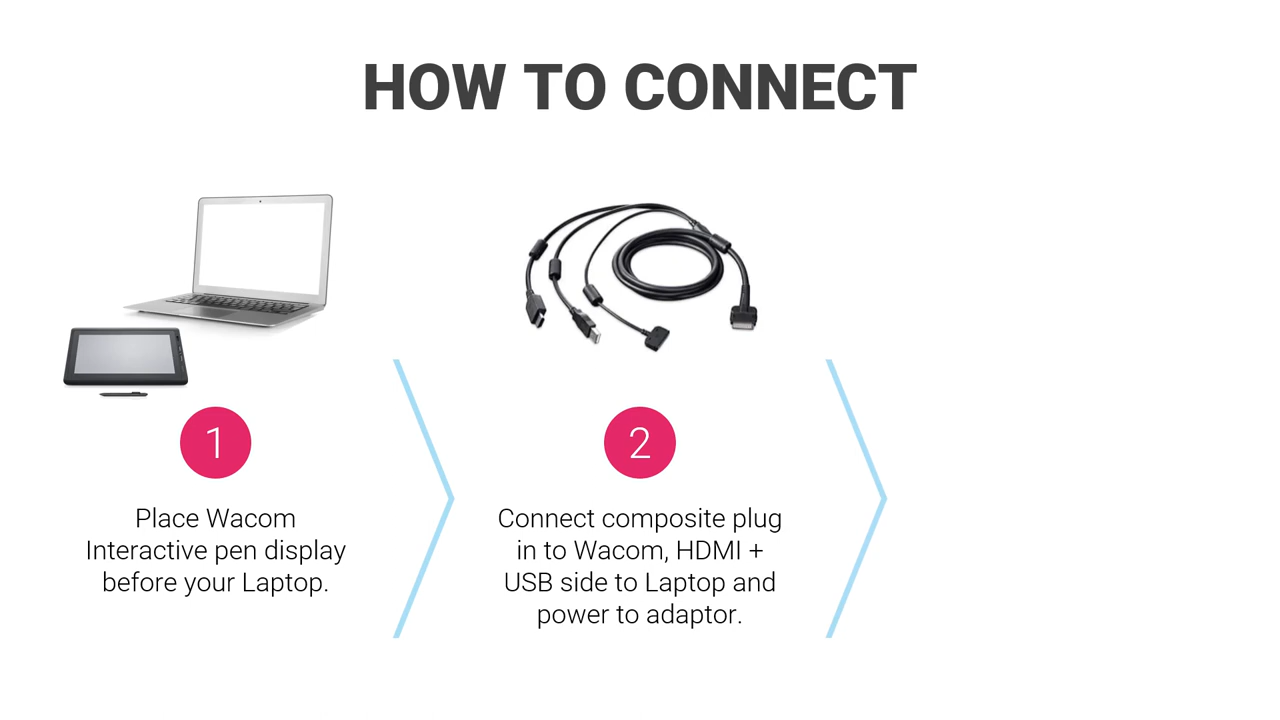 HOW TO CONNECT
1
Place Wacom
Interactive pen display
before your Laptop.
2
Connect composite plug
in to Wacom, HDMI +
USB side to Laptop and
power to adaptor.